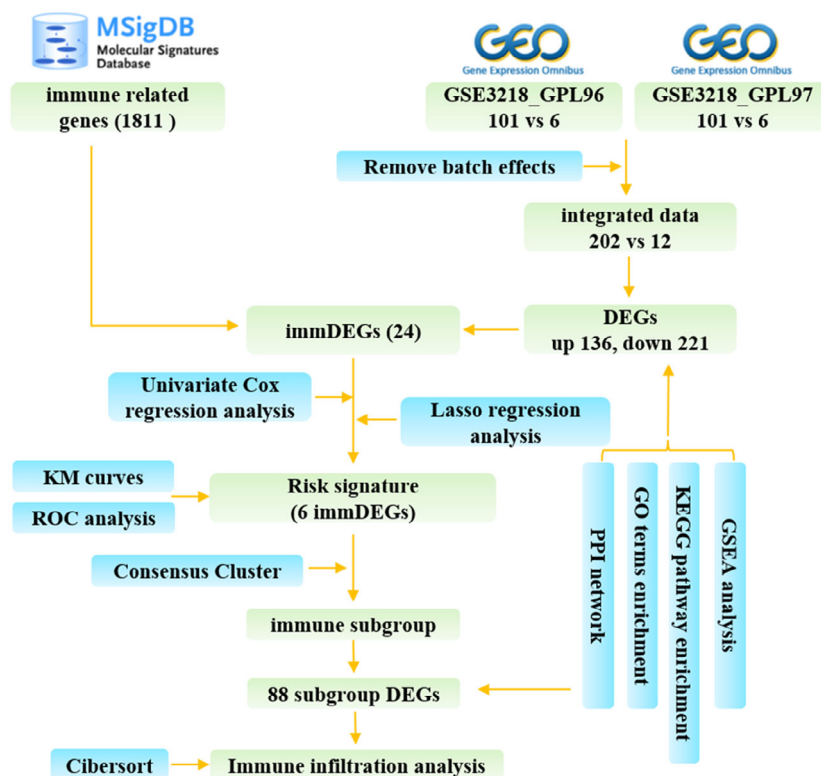 MSigDB
Molecular Signatures
Database
GEO
Gene Expression Omnibus
GEO
Gene Expression Omnibus
immune related
genes (1811 )
GSE3218_GPL96
101 vs 6
GSE3218_GPL97
101 vs 6
Remove batch effects
integrated data
202 vs 12
immDEGs (24)
DEGs
up 136, down 221
Univariate Cox
regression analysis
Lasso regression
analysis
KM curves
ROC analysis
Risk signature
(6 immDEGs)
PPI network
GO terms enrichment
KEGG pathway enrichment
GSEA analysis
Consensus Cluster
immune subgroup
88 subgroup DEGs
Cibersort
Immune infiltration analysis